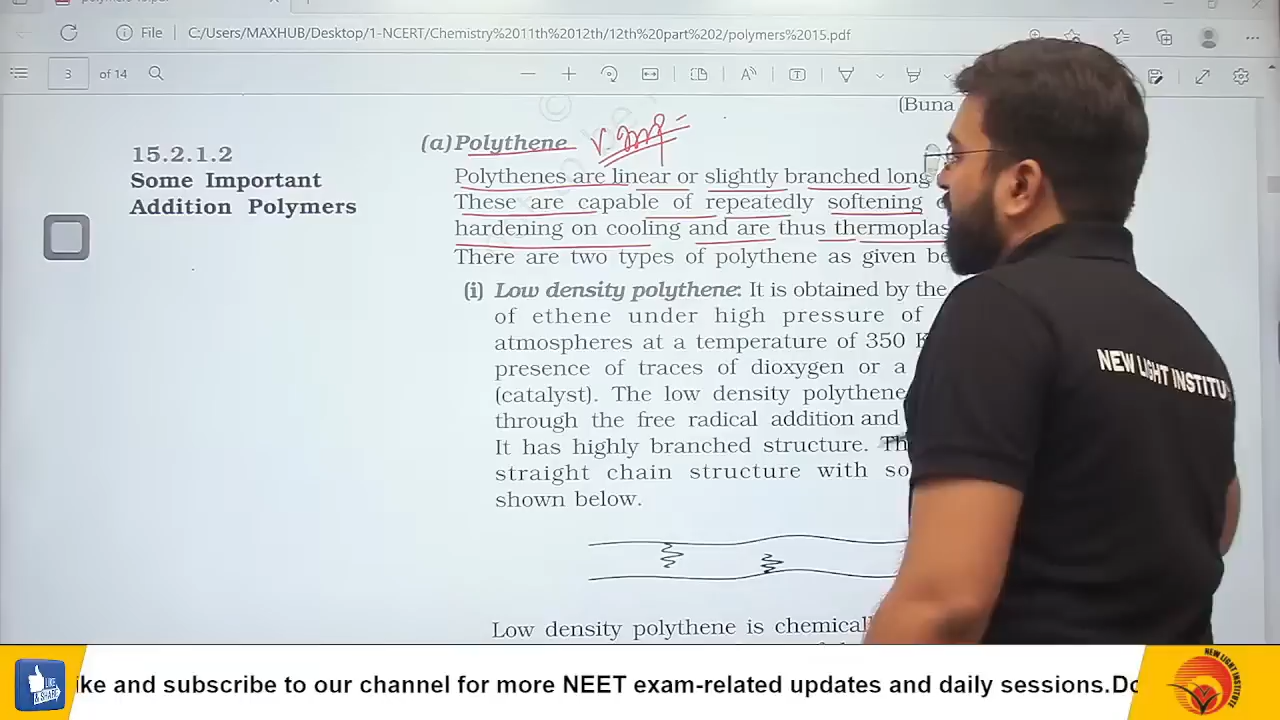 File
C:/Users/MAXHUB/Desktop/1-NCERT/Chemistry%2011th%2012th/12th%20part%202/polymers%2015.pdf
3 of 14
(Buna
15.2.1.2
Some Important
Addition Polymers
(a) Polythene
Polythenes are linear or slightly branched long
These are capable of repeatedly softening
hardening on cooling and are thus thermoplas
There are two types of polythene as given be
(i) Low density polythene: It is obtained by the
of ethene under high pressure of
atmospheres at a temperature of 350 K
presence of traces of dioxygen or a
(catalyst). The low density polythene
through the free radical addition and
It has highly branched structure. Th
straight chain structure with so
shown below.
Low density polythene is chemicall
NEW LIGHT INSTITU
LIKE
& SHARE
ike and subscribe to our channel for more NEET exam-related updates and daily sessions.Do
NEW LIGHT INSTITUTE